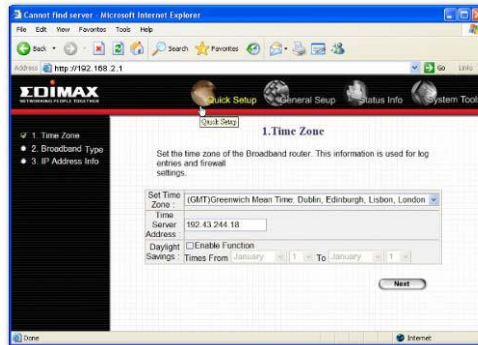 Cannot find server - Microsoft Internet Explorer
File Edit View Favorites Tools Help
Back Search Favorites
Address http://192.168.2.1 Go Links
EDIMAX
NETWORKING PEOPLE TOGETHER
Quick Setup General Seup Status Info System Tool
Quick Setup
1. Time Zone
2. Broadband Type
3. IP Address Info
1.Time Zone
Set the time zone of the Broadband router. This information is used for log
entries and firewall
settings.
Set Time
Zone :
(GMT)Greenwich Mean Time: Dublin, Edinburgh, Lisbon, London
Time
Server
Address :
192.43.244.18
Daylight
Savings :
Enable Function
Times From January 1 To January 1
Next
Done Internet